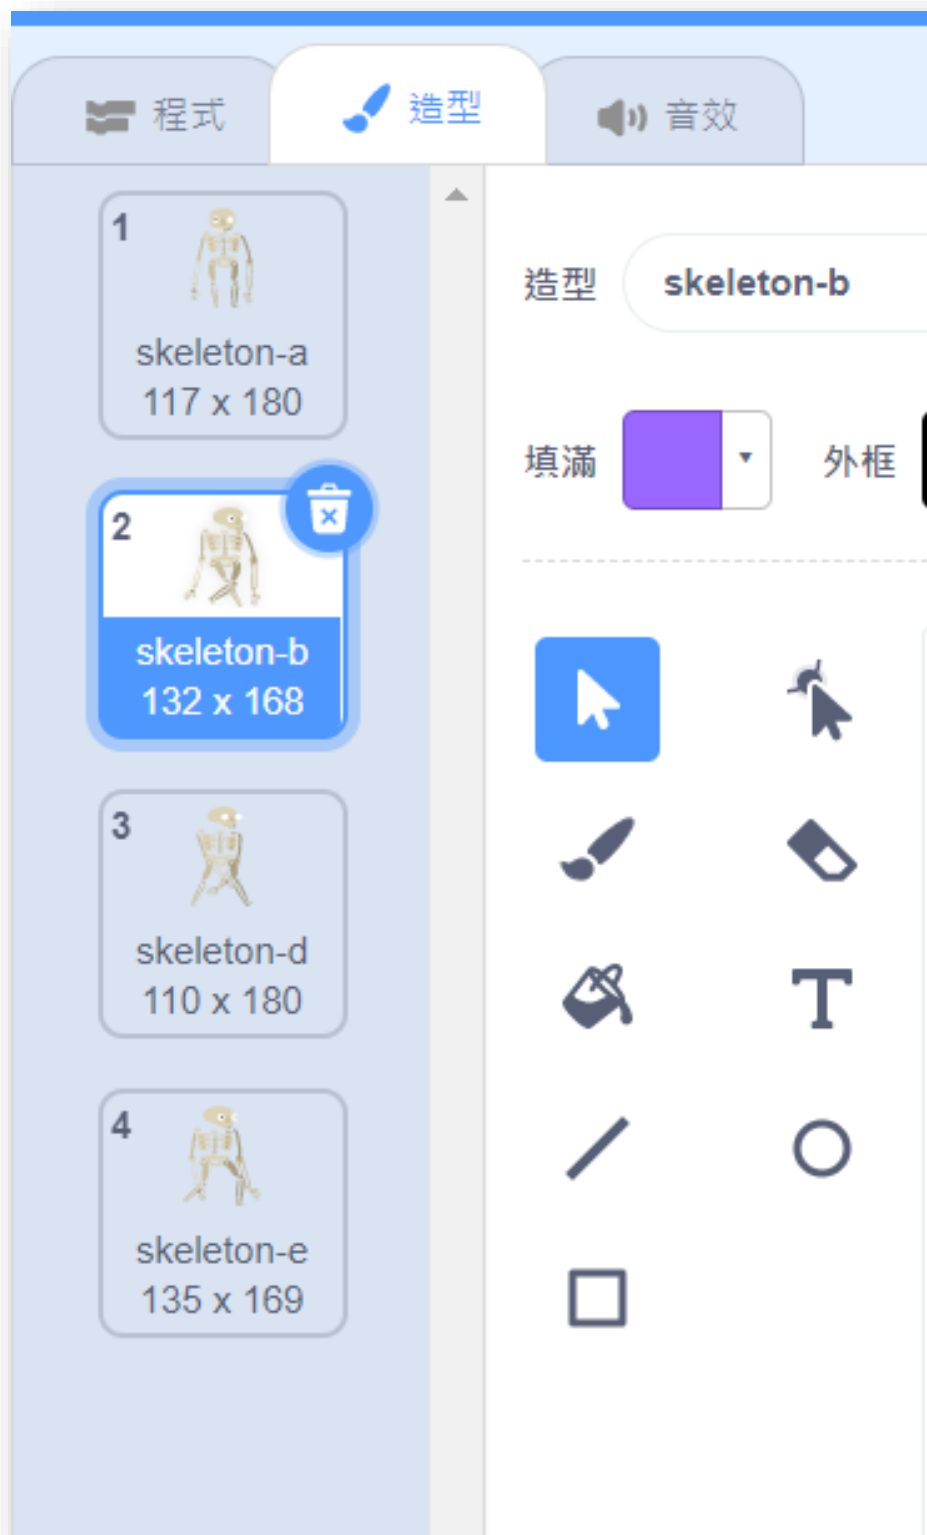 程式
造型
音效
1
skeleton-a
117 x 180
2
skeleton-b
132 x 168
3
skeleton-d
110 x 180
4
skeleton-e
135 x 169
造型
skeleton-b
填滿
外框
T